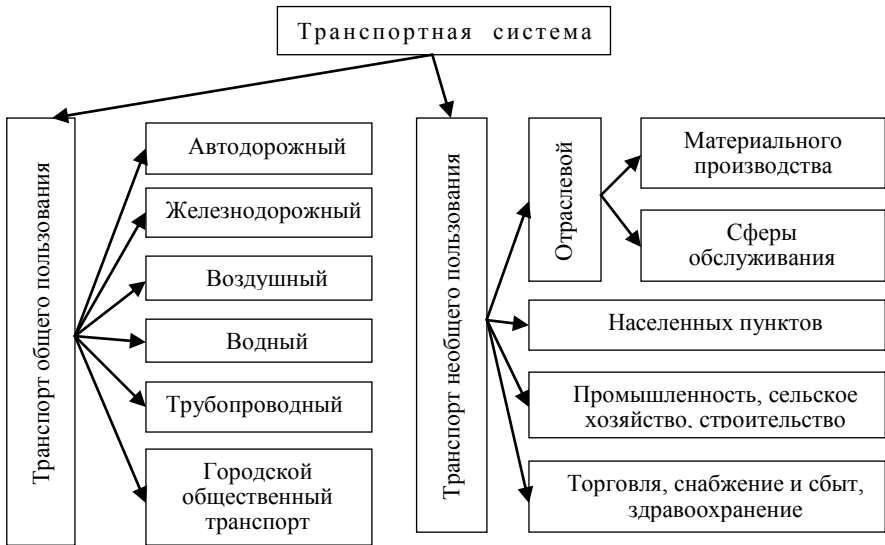 Транспортная система
Транспорт общего пользования
Автодорожный
Железнодорожный
Воздушный
Водный
Трубопроводный
Городской
общественный
транспорт
Транспорт необщего пользования
Отраслевой
Материального
производства
Сферы
обслуживания
Населенных пунктов
Промышленность, сельское
хозяйство, строительство
Торговля, снабжение и сбыт,
здравоохранение